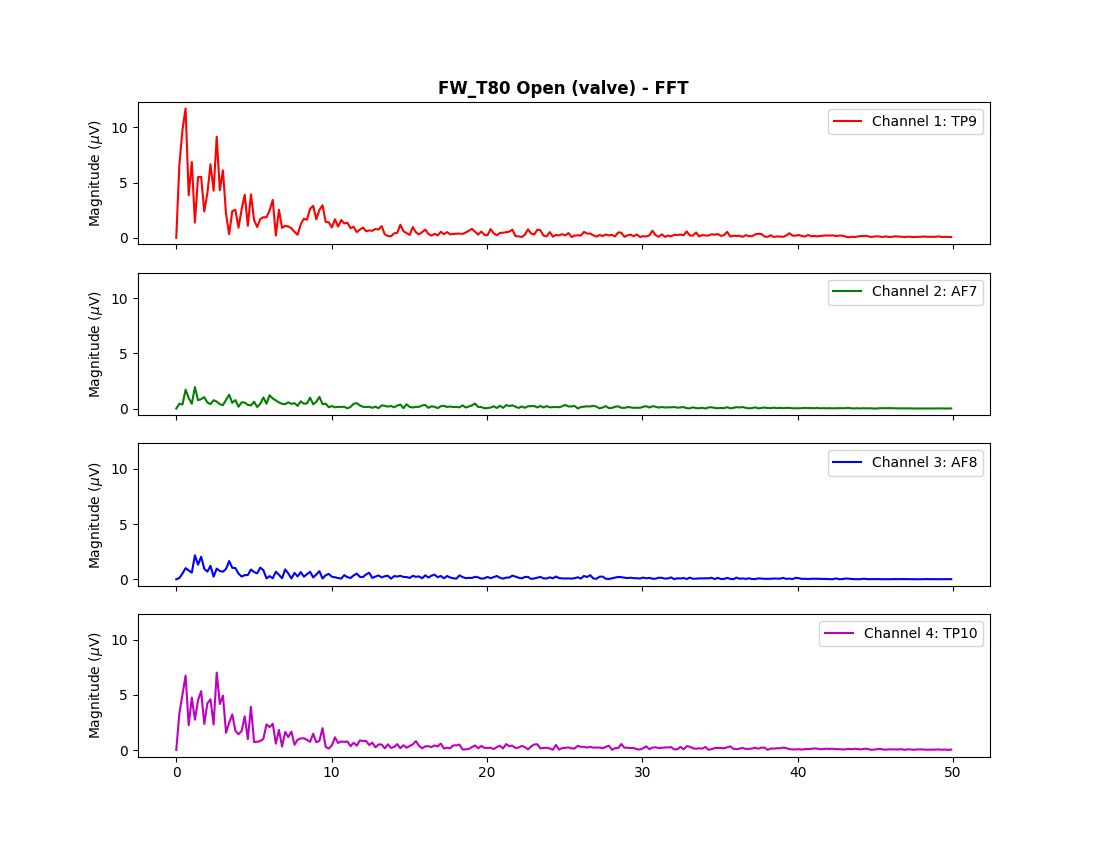 FW_T80 Open (valve) - FFT
Magnitude (μV)
10
5
0
Channel 1: TP9
Magnitude (μV)
10
5
0
Channel 2: AF7
Magnitude (μV)
10
5
0
Channel 3: AF8
Magnitude (μV)
10
5
0
Channel 4: TP10
0 10 20 30 40 50